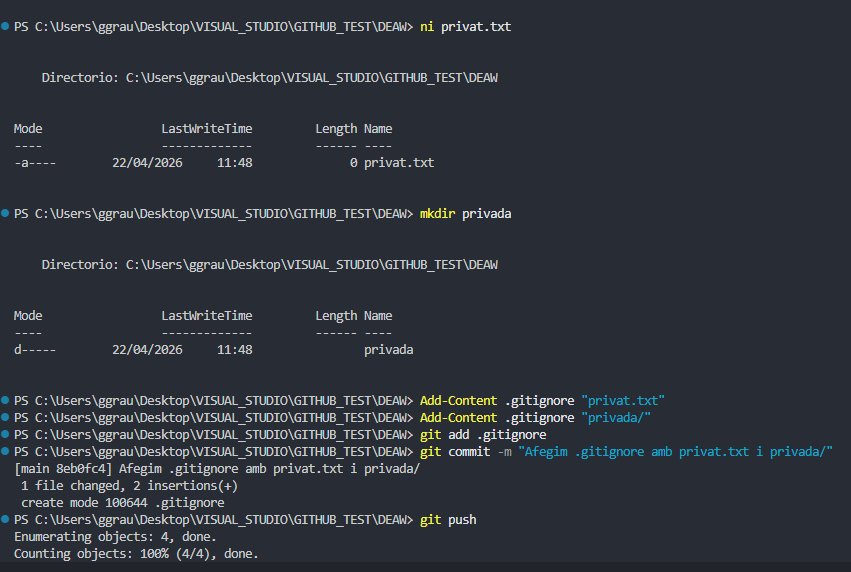 PS C:\Users\ggrau\Desktop\VISUAL_STUDIO\GITHUB_TEST\DEAW> ni privat.txt
Directorio: C:\Users\ggrau\Desktop\VISUAL_STUDIO\GITHUB_TEST\DEAW
Mode LastWriteTime Length Name
---- ------------- ------ ----
-a---- 22/04/2026 11:48 0 privat.txt
PS C:\Users\ggrau\Desktop\VISUAL_STUDIO\GITHUB_TEST\DEAW> mkdir privada
Directorio: C:\Users\ggrau\Desktop\VISUAL_STUDIO\GITHUB_TEST\DEAW
Mode LastWriteTime Length Name
---- ------------- ------ ----
d----- 22/04/2026 11:48 privada
PS C:\Users\ggrau\Desktop\VISUAL_STUDIO\GITHUB_TEST\DEAW> Add-Content .gitignore "privat.txt"
PS C:\Users\ggrau\Desktop\VISUAL_STUDIO\GITHUB_TEST\DEAW> Add-Content .gitignore "privada/"
PS C:\Users\ggrau\Desktop\VISUAL_STUDIO\GITHUB_TEST\DEAW> git add .gitignore
PS C:\Users\ggrau\Desktop\VISUAL_STUDIO\GITHUB_TEST\DEAW> git commit -m "Afegim .gitignore amb privat.txt i privada/"
[main 8eb0fc4] Afegim .gitignore amb privat.txt i privada/
1 file changed, 2 insertions(+)
create mode 100644 .gitignore
PS C:\Users\ggrau\Desktop\VISUAL_STUDIO\GITHUB_TEST\DEAW> git push
Enumerating objects: 4, done.
Counting objects: 100% (4/4), done.